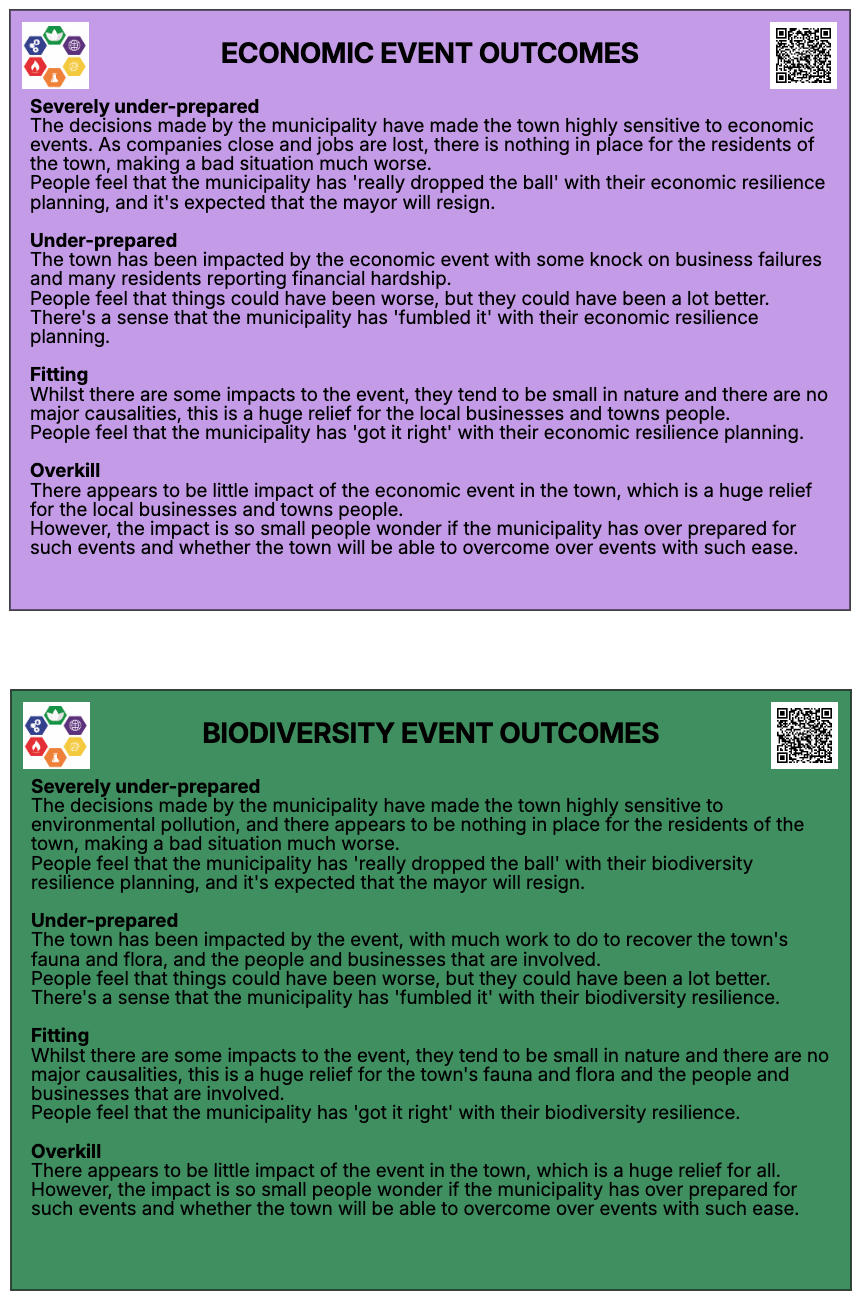 ECONOMIC EVENT OUTCOMES
Severely under-prepared
The decisions made by the municipality have made the town highly sensitive to economic
events. As companies close and jobs are lost, there is nothing in place for the residents of
the town, making a bad situation much worse.
People feel that the municipality has 'really dropped the ball' with their economic resilience
planning, and it's expected that the mayor will resign.
Under-prepared
The town has been impacted by the economic event with some knock on business failures
and many residents reporting financial hardship.
People feel that things could have been worse, but they could have been a lot better.
There's a sense that the municipality has 'fumbled it' with their economic resilience
planning.
Fitting
Whilst there are some impacts to the event, they tend to be small in nature and there are no
major causalities, this is a huge relief for the local businesses and towns people.
People feel that the municipality has 'got it right' with their economic resilience planning.
Overkill
There appears to be little impact of the economic event in the town, which is a huge relief
for the local businesses and towns people.
However, the impact is so small people wonder if the municipality has over prepared for
such events and whether the town will be able to overcome over events with such ease.
BIODIVERSITY EVENT OUTCOMES
Severely under-prepared
The decisions made by the municipality have made the town highly sensitive to
environmental pollution, and there appears to be nothing in place for the residents of the
town, making a bad situation much worse.
People feel that the municipality has 'really dropped the ball' with their biodiversity
resilience planning, and it's expected that the mayor will resign.
Under-prepared
The town has been impacted by the event, with much work to do to recover the town's
fauna and flora, and the people and businesses that are involved.
People feel that things could have been worse, but they could have been a lot better.
There's a sense that the municipality has 'fumbled it' with their biodiversity resilience.
Fitting
Whilst there are some impacts to the event, they tend to be small in nature and there are no
major causalities, this is a huge relief for the town's fauna and flora and the people and
businesses that are involved.
People feel that the municipality has 'got it right' with their biodiversity resilience.
Overkill
There appears to be little impact of the event in the town, which is a huge relief for all.
However, the impact is so small people wonder if the municipality has over prepared for
such events and whether the town will be able to overcome over events with such ease.